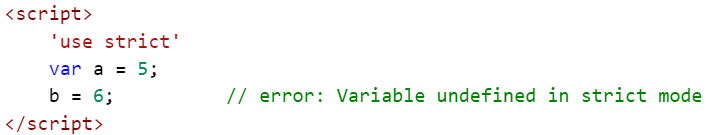 <script>
    'use strict'
    var a = 5;
    b = 6;          // error: Variable undefined in strict mode
</script>